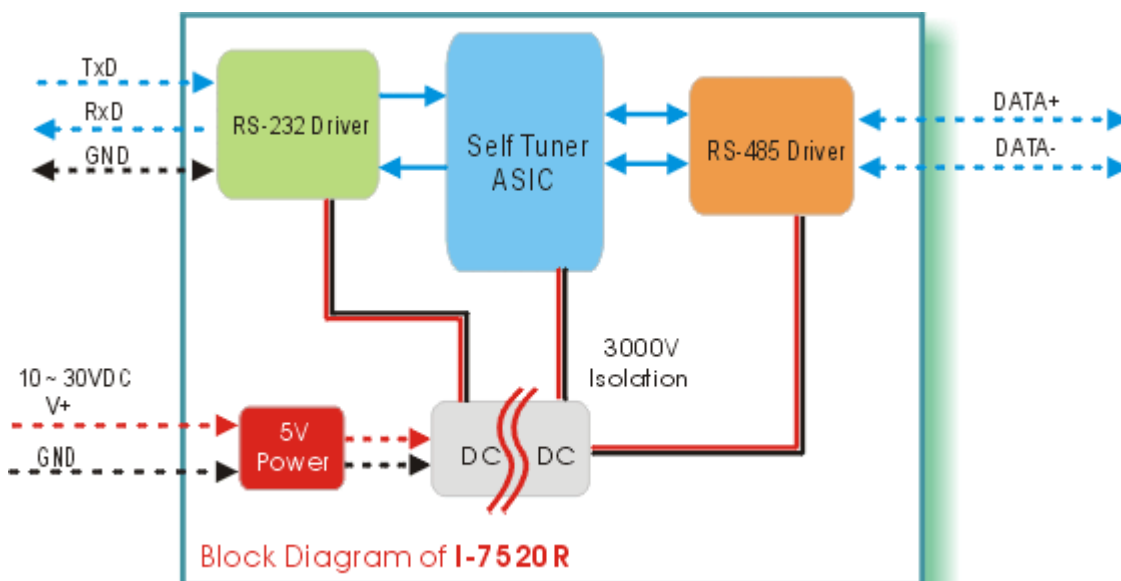 TxD
RxD
GND
RS-232 Driver
Self Tuner
ASIC
RS-485 Driver
DATA+
DATA-
3000V
Isolation
10 ~ 30VDC
V+
GND
5V
Power
DC
DC
Block Diagram of I-7520R